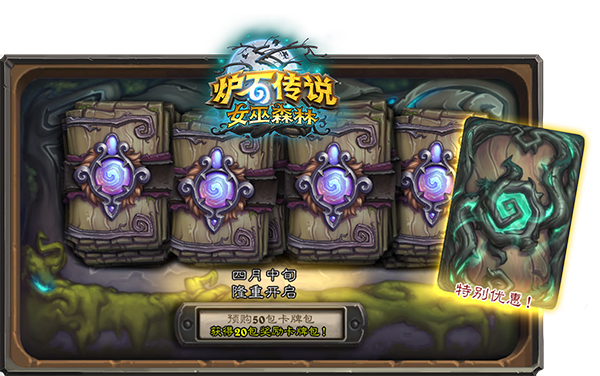 炉石传说
女巫森林
四月中旬
隆重开启
预购50包卡牌包
获得20包奖励卡牌包！
特别优惠！